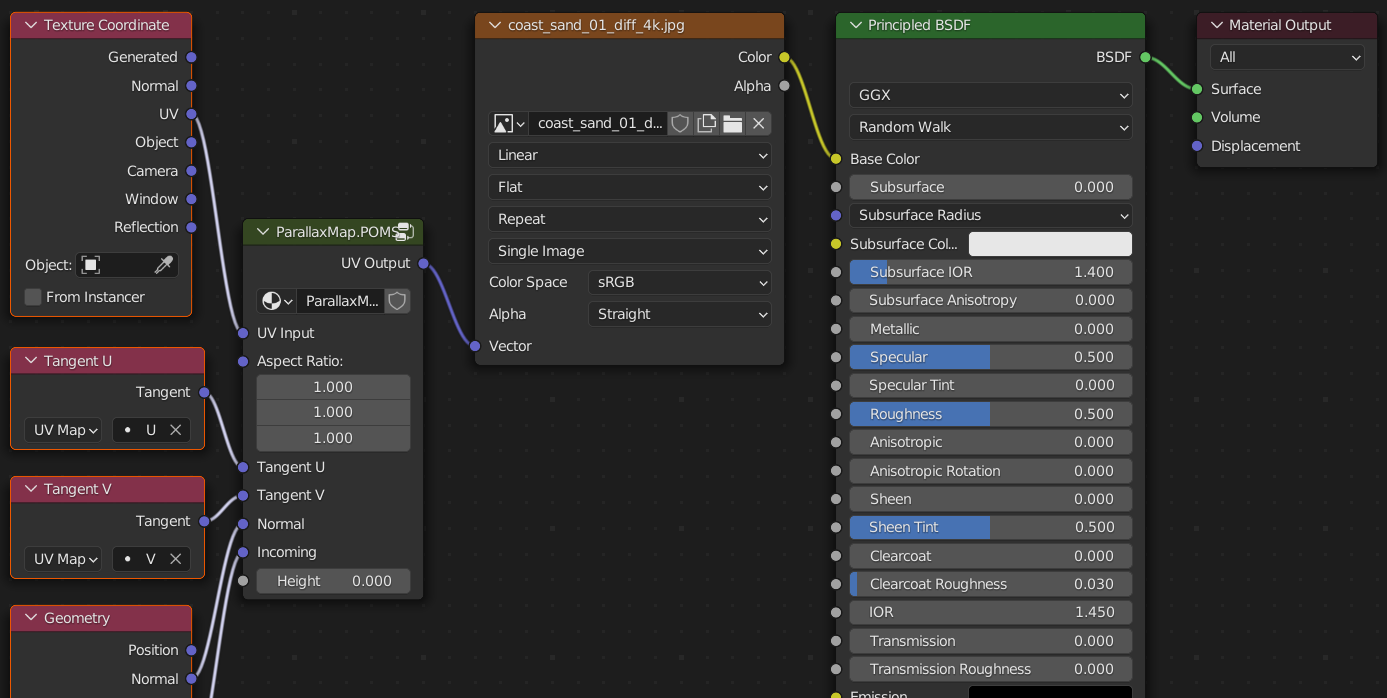 Texture Coordinate
Generated
Normal
UV
Object
Camera
Window
Reflection
Object:
From Instancer
Tangent U
Tangent
UV Map
U
Tangent V
Tangent
UV Map
V
Geometry
Position
Normal
ParallaxMap.POMS
UV Output
ParallaxM...
UV Input
Aspect Ratio:
1.000
1.000
1.000
Tangent U
Tangent V
Normal
Incoming
Height 0.000
coast_sand_01_diff_4k.jpg
Color
Alpha
coast_sand_01_d...
Linear
Flat
Repeat
Single Image
Color Space sRGB
Alpha Straight
Vector
Principled BSDF
BSDF
GGX
Random Walk
Base Color
Subsurface 0.000
Subsurface Radius
Subsurface Col...
Subsurface IOR 1.400
Subsurface Anisotropy 0.000
Metallic 0.000
Specular 0.500
Specular Tint 0.000
Roughness 0.500
Anisotropic 0.000
Anisotropic Rotation 0.000
Sheen 0.000
Sheen Tint 0.500
Clearcoat 0.000
Clearcoat Roughness 0.030
IOR 1.450
Transmission 0.000
Transmission Roughness 0.000
Emission
Material Output
All
Surface
Volume
Displacement